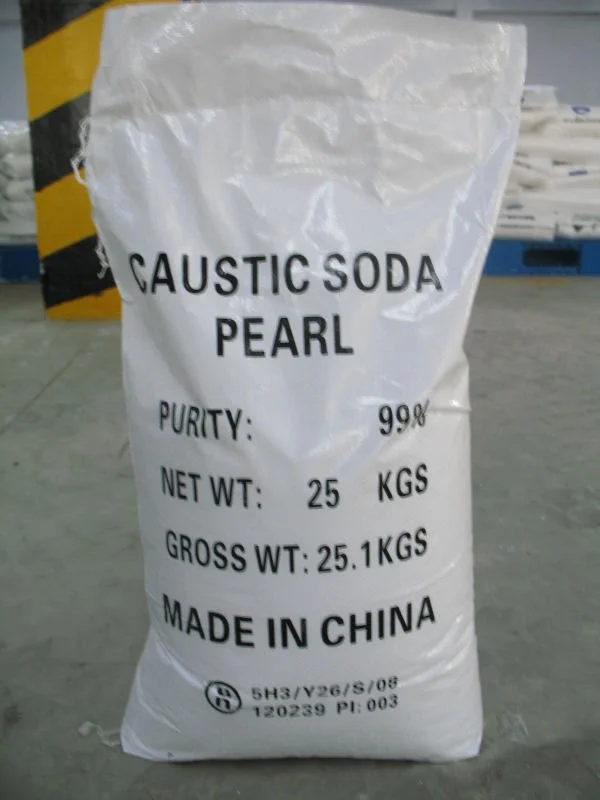 CAUSTIC SODA
PEARL
PURITY: 99%
NET WT: 25 KGS
GROSS WT: 25.1KGS
MADE IN CHINA
un 5H3/Y26/S/08
120239 PI: 003